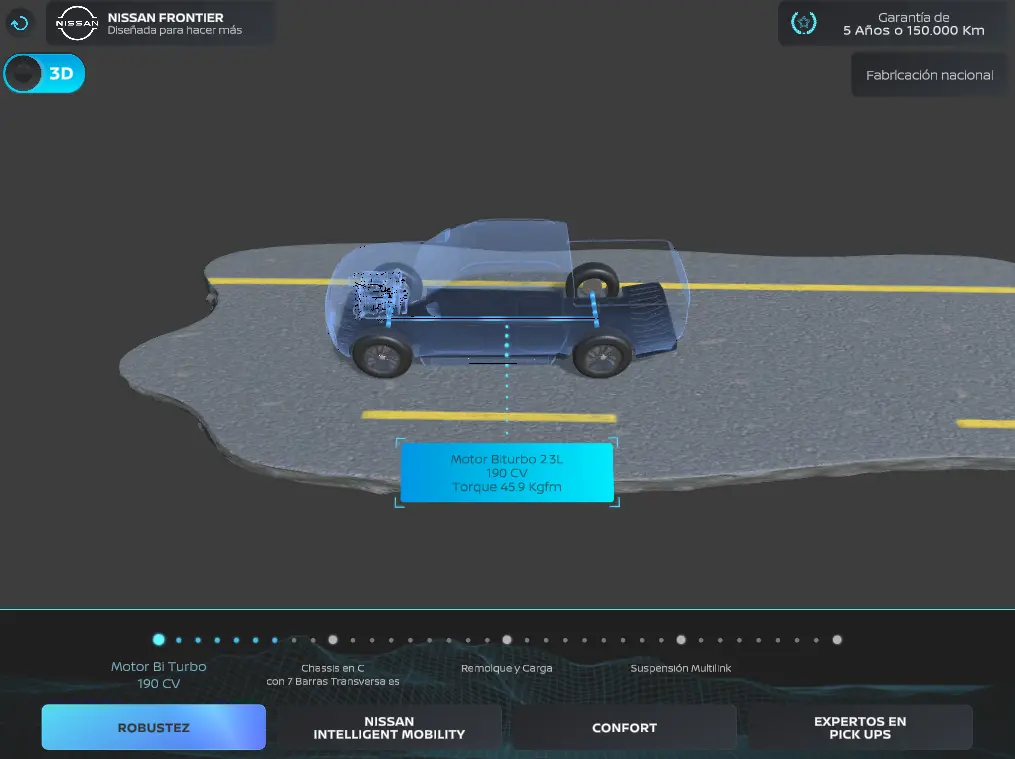 NISSAN
NISSAN FRONTIER
Diseñada para hacer más
Garantía de
5 Años o 150.000 Km
3D
Fabricación nacional
Motor Biturbo 2.3L
190 CV
Torque 45.9 Kgfm
Motor Bi Turbo
190 CV
Chassis en C
con 7 Barras Transversa es
Remolque y Carga
Suspensión Multilink
ROBUSTEZ
NISSAN
INTELLIGENT MOBILITY
CONFORT
EXPERTOS EN
PICK UPS